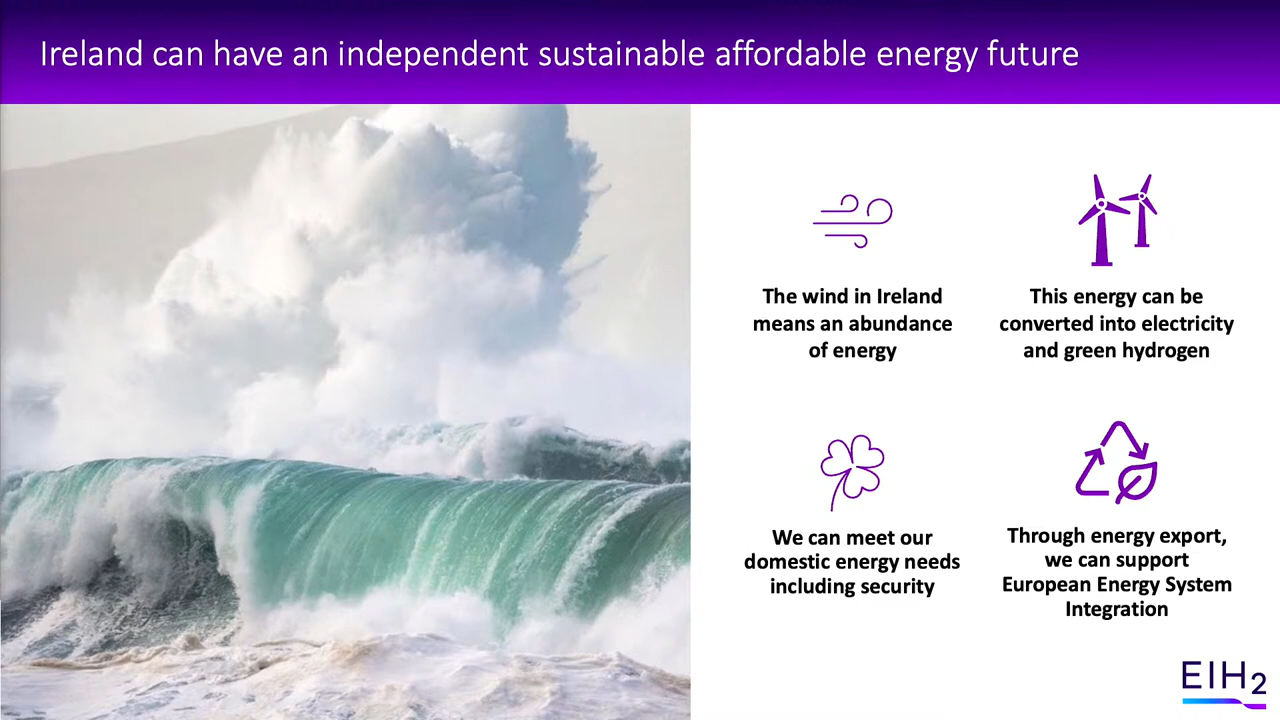 Ireland can have an independent sustainable affordable energy future
The wind in Ireland
means an abundance
of energy
This energy can be
converted into electricity
and green hydrogen
We can meet our
domestic energy needs
including security
Through energy export,
we can support
European Energy System
Integration
EIH2